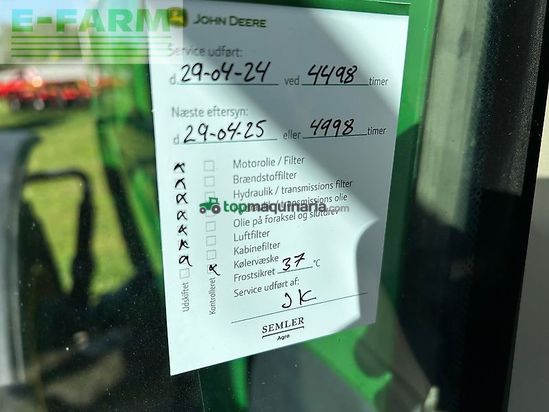 E-FARM
JOHN DEERE
Service udført:
d. 29-04-24 ved 4498 timer
Næste eftersyn:
d. 29-04-25 eller 4998 timer
Motorolie / Filter
Brændstoffilter
Hydraulik / transmissions filter
/ transmissions olie
topmaquinaria.com
Olie på foraksel og slutdrev
Luftfilter
Kabinefilter
Kølervæske
Frostsikret 37 °C
Service udført af:
JK
Udskiftet
Kontrolleret
SEMLER
Agro